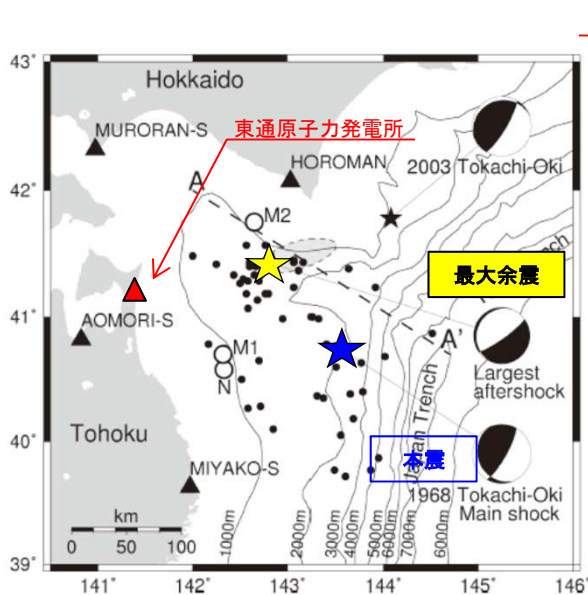 43˚
Hokkaido
東通原子力発電所
MURORAN-S
HOROMAN
2003 Tokachi-Oki
42˚
A
M2
最大余震
41˚
AOMORI-S
M1
N
A'
Largest
aftershock
Japan Trench
Tohoku
40˚
本震
MIYAKO-S
1968 Tokachi-Oki
Main shock
km
0 50 100
1000m
2000m
3000m
4000m
5000m
6000m
7000m
6000m
39˚
141˚ 142˚ 143˚ 144˚ 145˚ 146˚